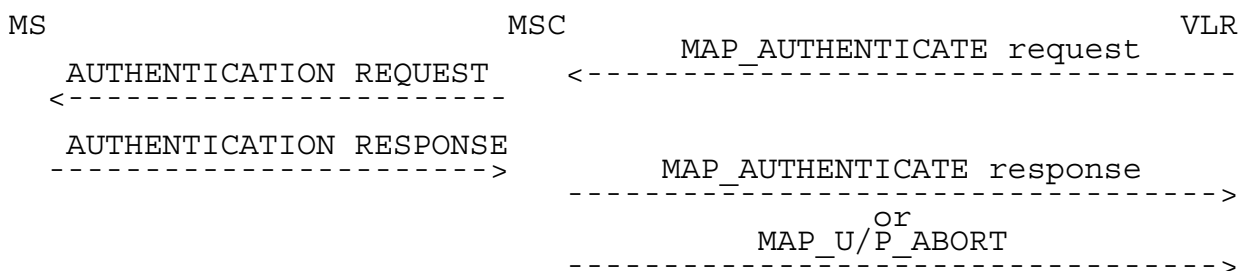 MS MSC VLR
MAP_AUTHENTICATE request
AUTHENTICATION REQUEST
AUTHENTICATION RESPONSE
MAP_AUTHENTICATE response
or
MAP_U/P_ABORT